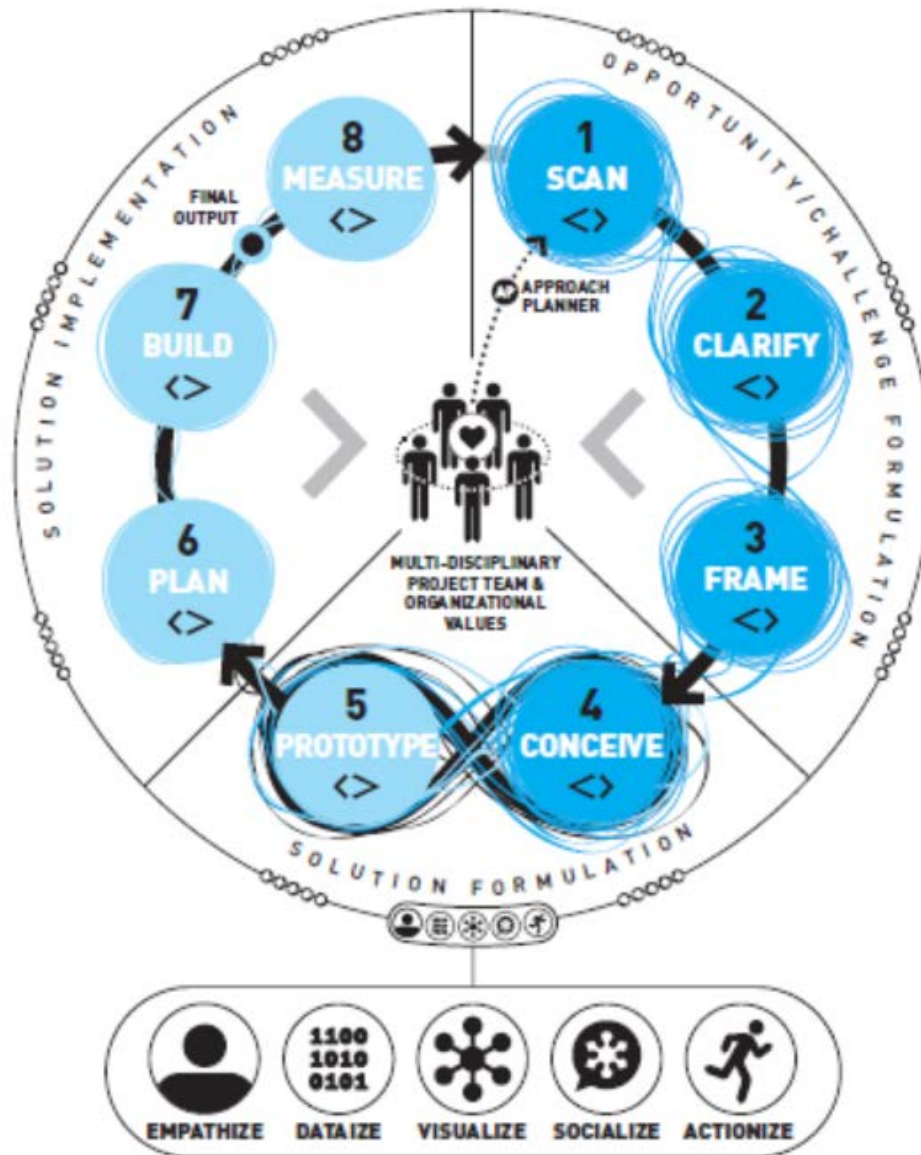 OPPORTUNITY/CHALLENGE FORMULATION
SOLUTION IMPLEMENTATION
1
SCAN
<>
2
CLARIFY
<>
3
FRAME
<>
4
CONCEIVE
<>
5
PROTOTYPE
<>
6
PLAN
<>
7
BUILD
<>
FINAL
OUTPUT
8
MEASURE
<>
APPROACH
PLANNER
MULTI-DISCIPLINARY
PROJECT TEAM &
ORGANIZATIONAL
VALUES
SOLUTION FORMULATION
1100
1010
0101
EMPATHIZE DATAIZE VISUALIZE SOCIALIZE ACTIONIZE